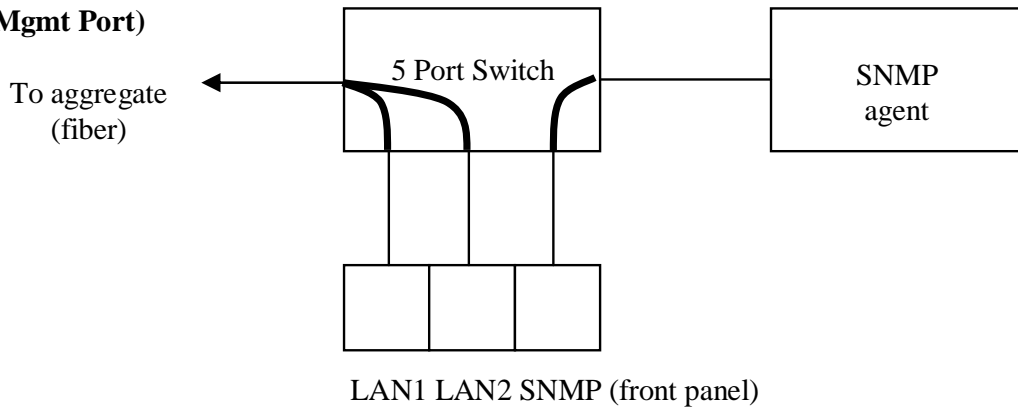 Mgmt Port)
5 Port Switch
To aggregate
(fiber)
SNMP
agent
LAN1 LAN2 SNMP (front panel)